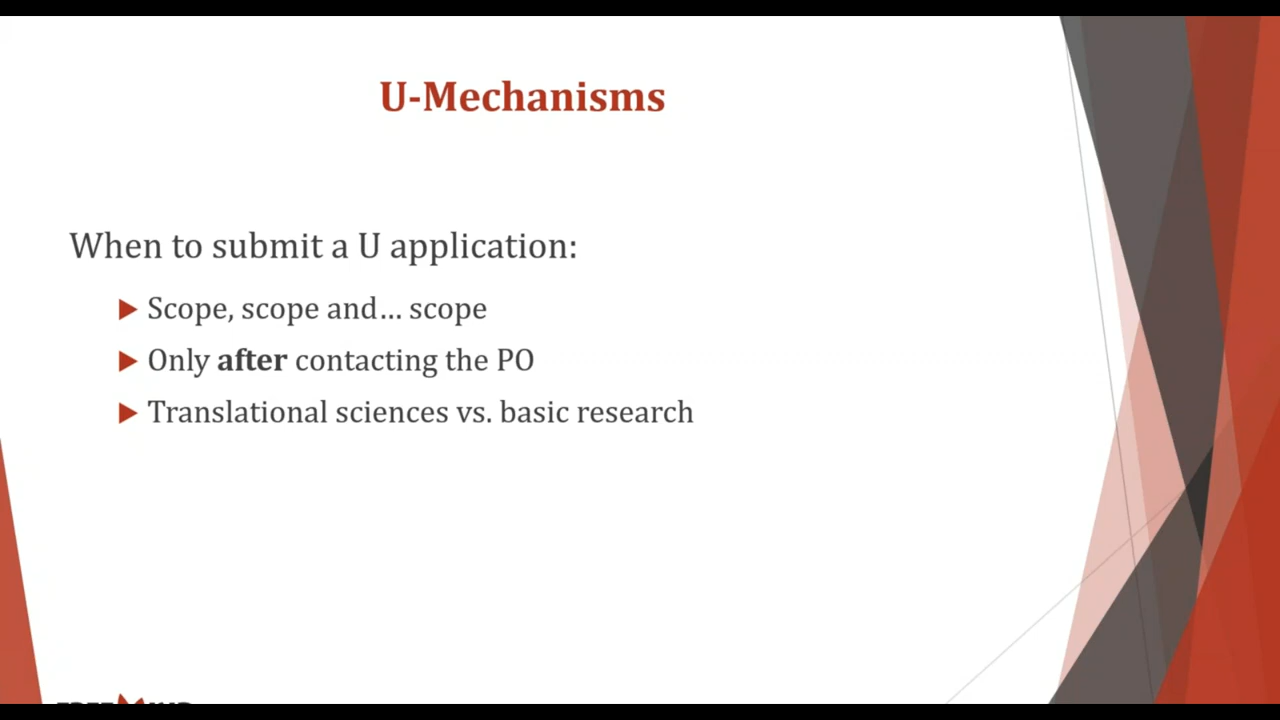 U-Mechanisms
When to submit a U application:
Scope, scope and... scope
Only after contacting the PO
Translational sciences vs. basic research